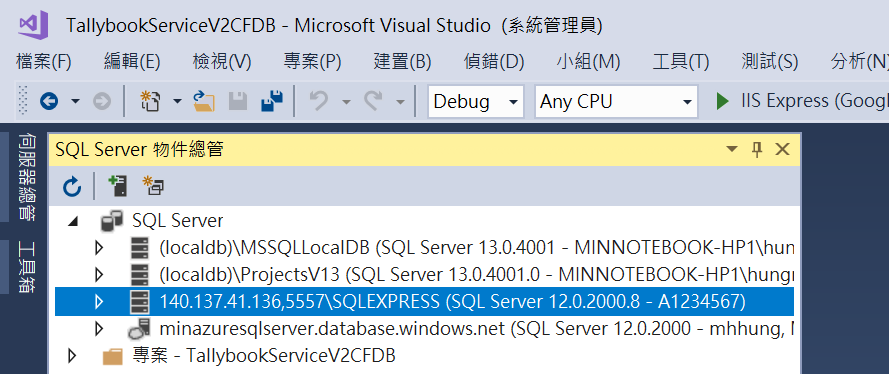 TallybookServiceV2CFDB - Microsoft Visual Studio (系統管理員)
檔案(F) 編輯(E) 檢視(V) 專案(P) 建置(B) 偵錯(D) 小組(M) 工具(T) 測試(S) 分析(N)
Debug Any CPU IIS Express (Googl
伺服器總管
工具箱
SQL Server 物件總管
SQL Server
(localdb)\MSSQLLocalDB (SQL Server 13.0.4001 - MINNOTEBOOK-HP1\hung
(localdb)\ProjectsV13 (SQL Server 13.0.4001.0 - MINNOTEBOOK-HP1\hungr
140.137.41.136,5557\SQLEXPRESS (SQL Server 12.0.2000.8 - A1234567)
minazuresqlserver.database.windows.net (SQL Server 12.0.2000 - mhhung, M
專案 - TallybookServiceV2CFDB